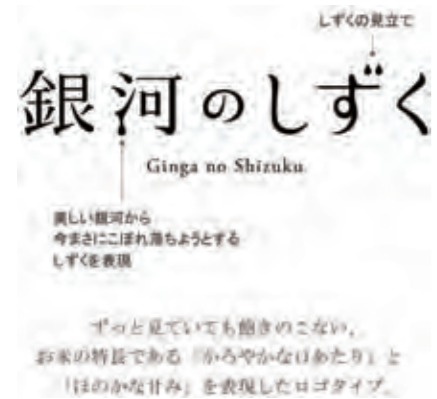 しずくの見立て
銀河のしずく
Ginga no Shizuku
美しい銀河から
今まさにこぼれ落ちようとする
しずくを表現
ずっと見ていても飽きのこない、
お米の特長である「かろやかな口あたり」と
「ほのかな甘み」を表現したロゴタイプ。